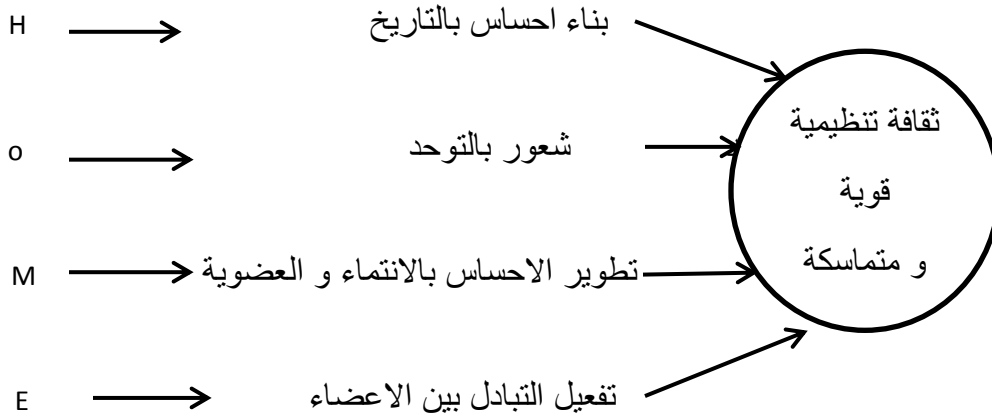 H
بناء احساس بالتاريخ
o
شعور بالتوحد
M
تطوير الاحساس بالانتماء و العضوية
E
تفعيل التبادل بين الاعضاء
ثقافة تنظيمية
قوية
و متماسكة